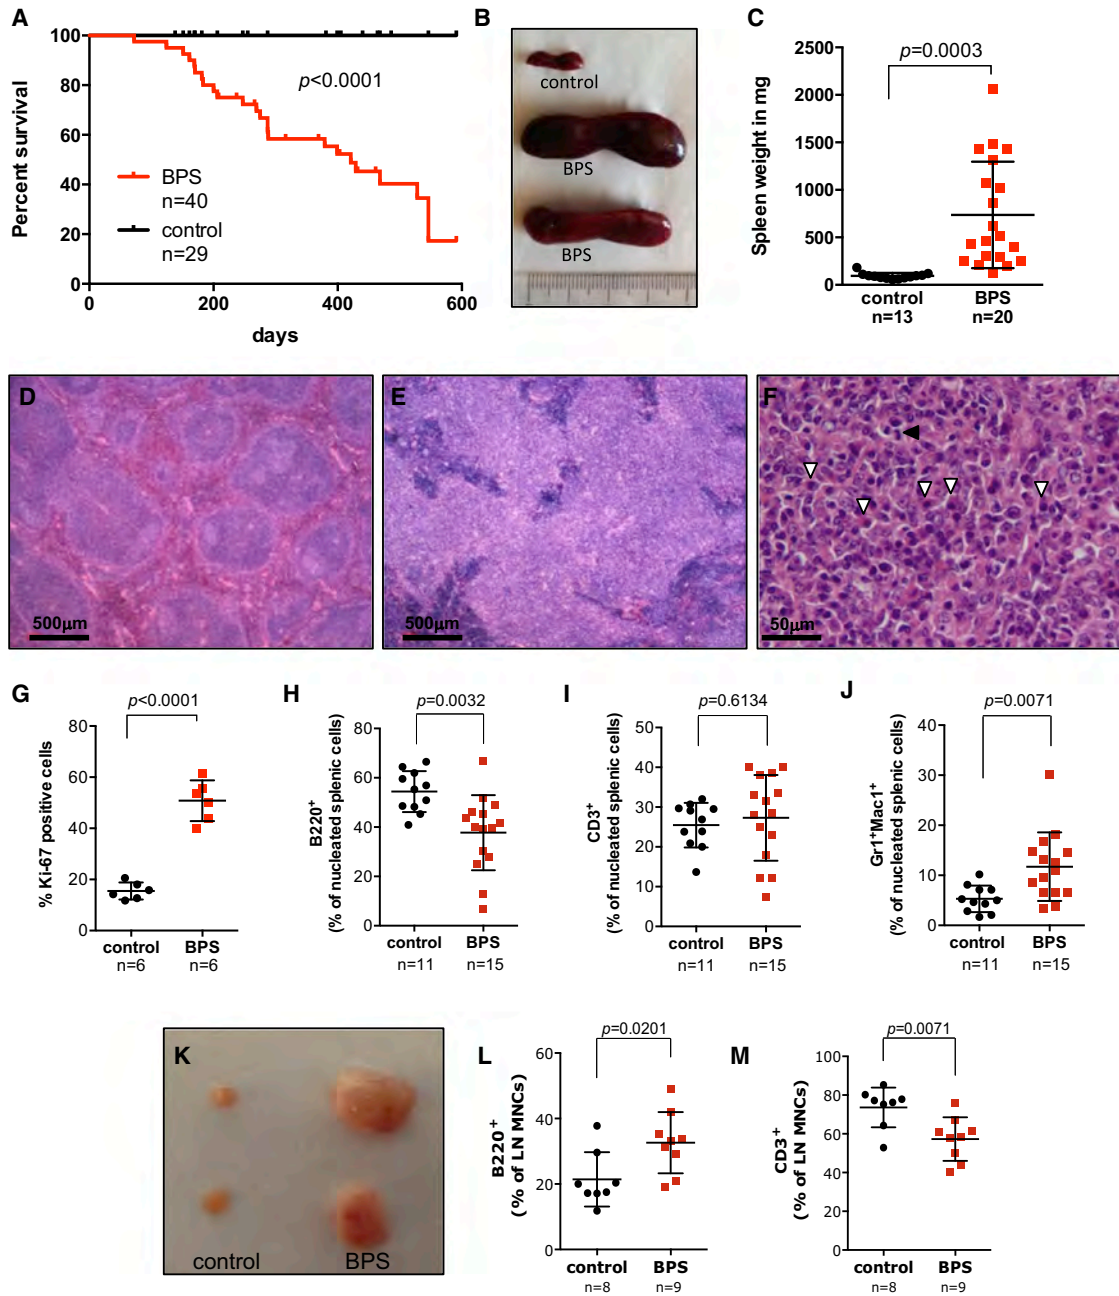 A
100
80
60
40
20
0
Percent survival
p<0.0001
BPS
n=40
control
n=29
0 200 400 600
days
B
control
BPS
BPS
C
2500
2000
1500
1000
500
0
Spleen weight in mg
p=0.0003
control BPS
n=13 n=20
D
500µm
E
500µm
F
50µm
G
80
60
40
20
0
% Ki-67 positive cells
p<0.0001
control BPS
n=6 n=6
H
80
60
40
20
0
B220+
(% of nucleated splenic cells)
p=0.0032
control BPS
n=11 n=15
I
50
40
30
20
10
0
CD3+
(% of nucleated splenic cells)
p=0.6134
control BPS
n=11 n=15
J
40
30
20
10
0
Gr1+Mac1+
(% of nucleated splenic cells)
p=0.0071
control BPS
n=11 n=15
K
control BPS
L
60
40
20
0
B220+
(% of LN MNCs)
p=0.0201
control BPS
n=8 n=9
M
100
80
60
40
20
0
CD3+
(% of LN MNCs)
p=0.0071
control BPS
n=8 n=9